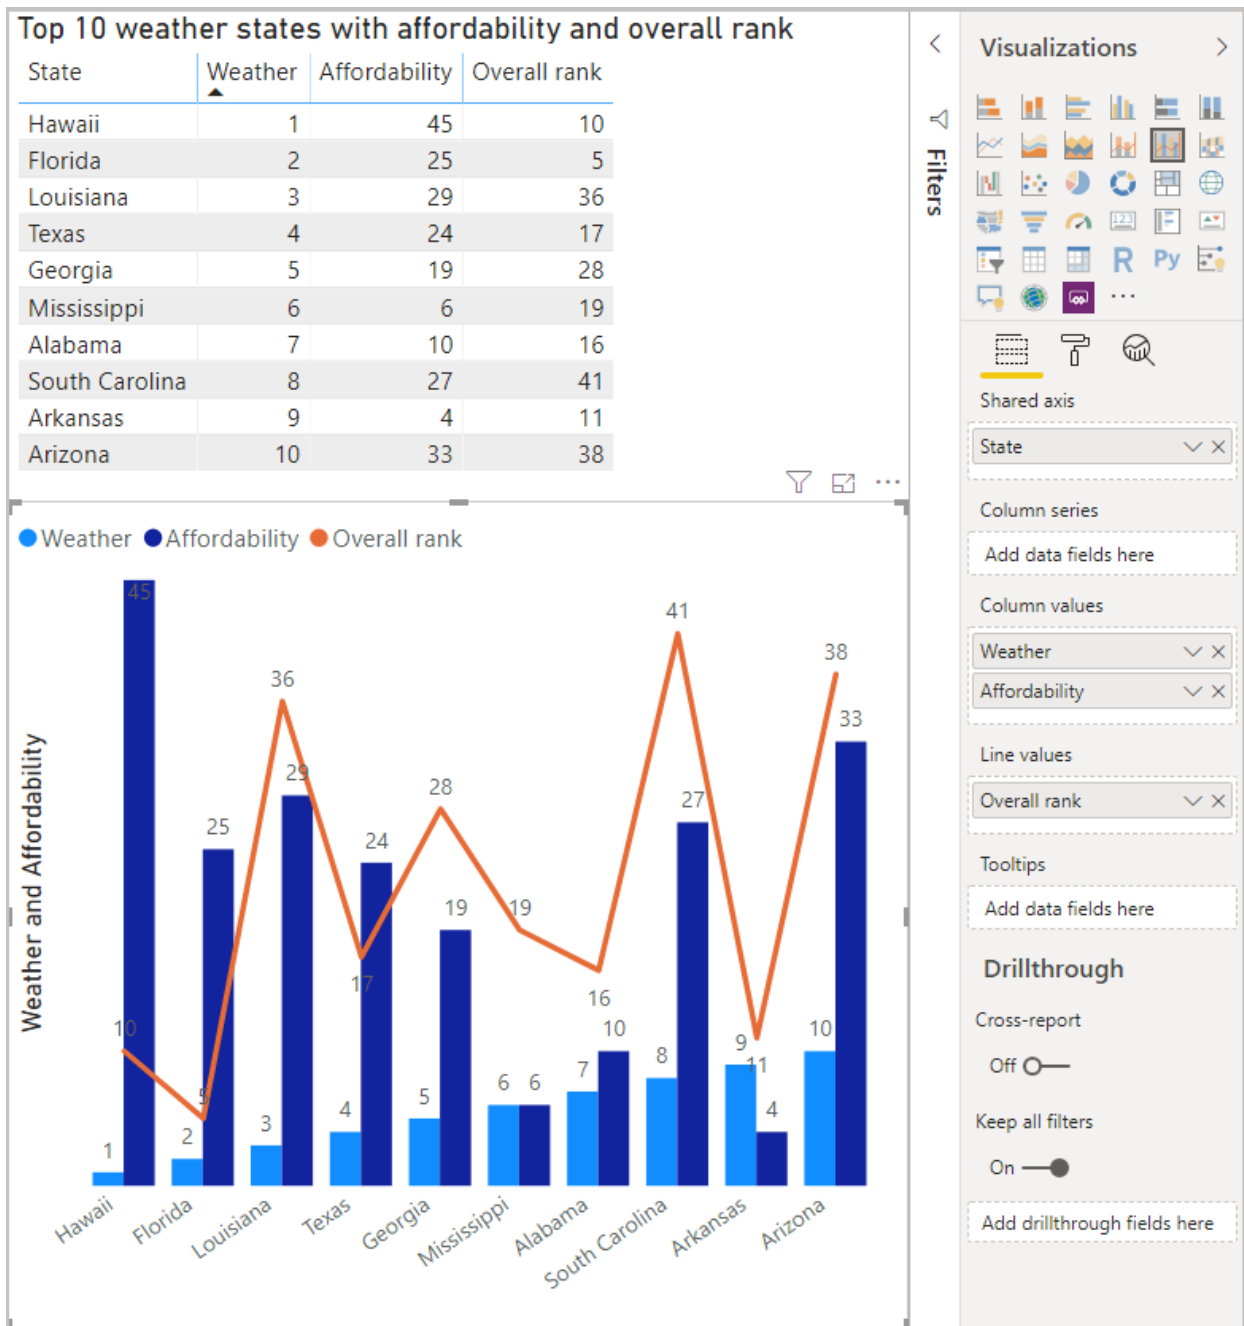 Top 10 weather states with affordability and overall rank
State Weather Affordability Overall rank
Hawaii 1 45 10
Florida 2 25 5
Louisiana 3 29 36
Texas 4 24 17
Georgia 5 19 28
Mississippi 6 6 19
Alabama 7 10 16
South Carolina 8 27 41
Arkansas 9 4 11
Arizona 10 33 38
Weather Affordability Overall rank
Weather and Affordability
45
41
36
38
33
29
28
27
25
24
19
19
17
16
10
10
10
9
11
8
7
6
6
5
5
4
4
3
2
1
Hawaii
Florida
Louisiana
Texas
Georgia
Mississippi
Alabama
South Carolina
Arkansas
Arizona
Filters
Visualizations
123
R
Py
Shared axis
State
Column series
Add data fields here
Column values
Weather
Affordability
Line values
Overall rank
Tooltips
Add data fields here
Drillthrough
Cross-report
Off
Keep all filters
On
Add drillthrough fields here